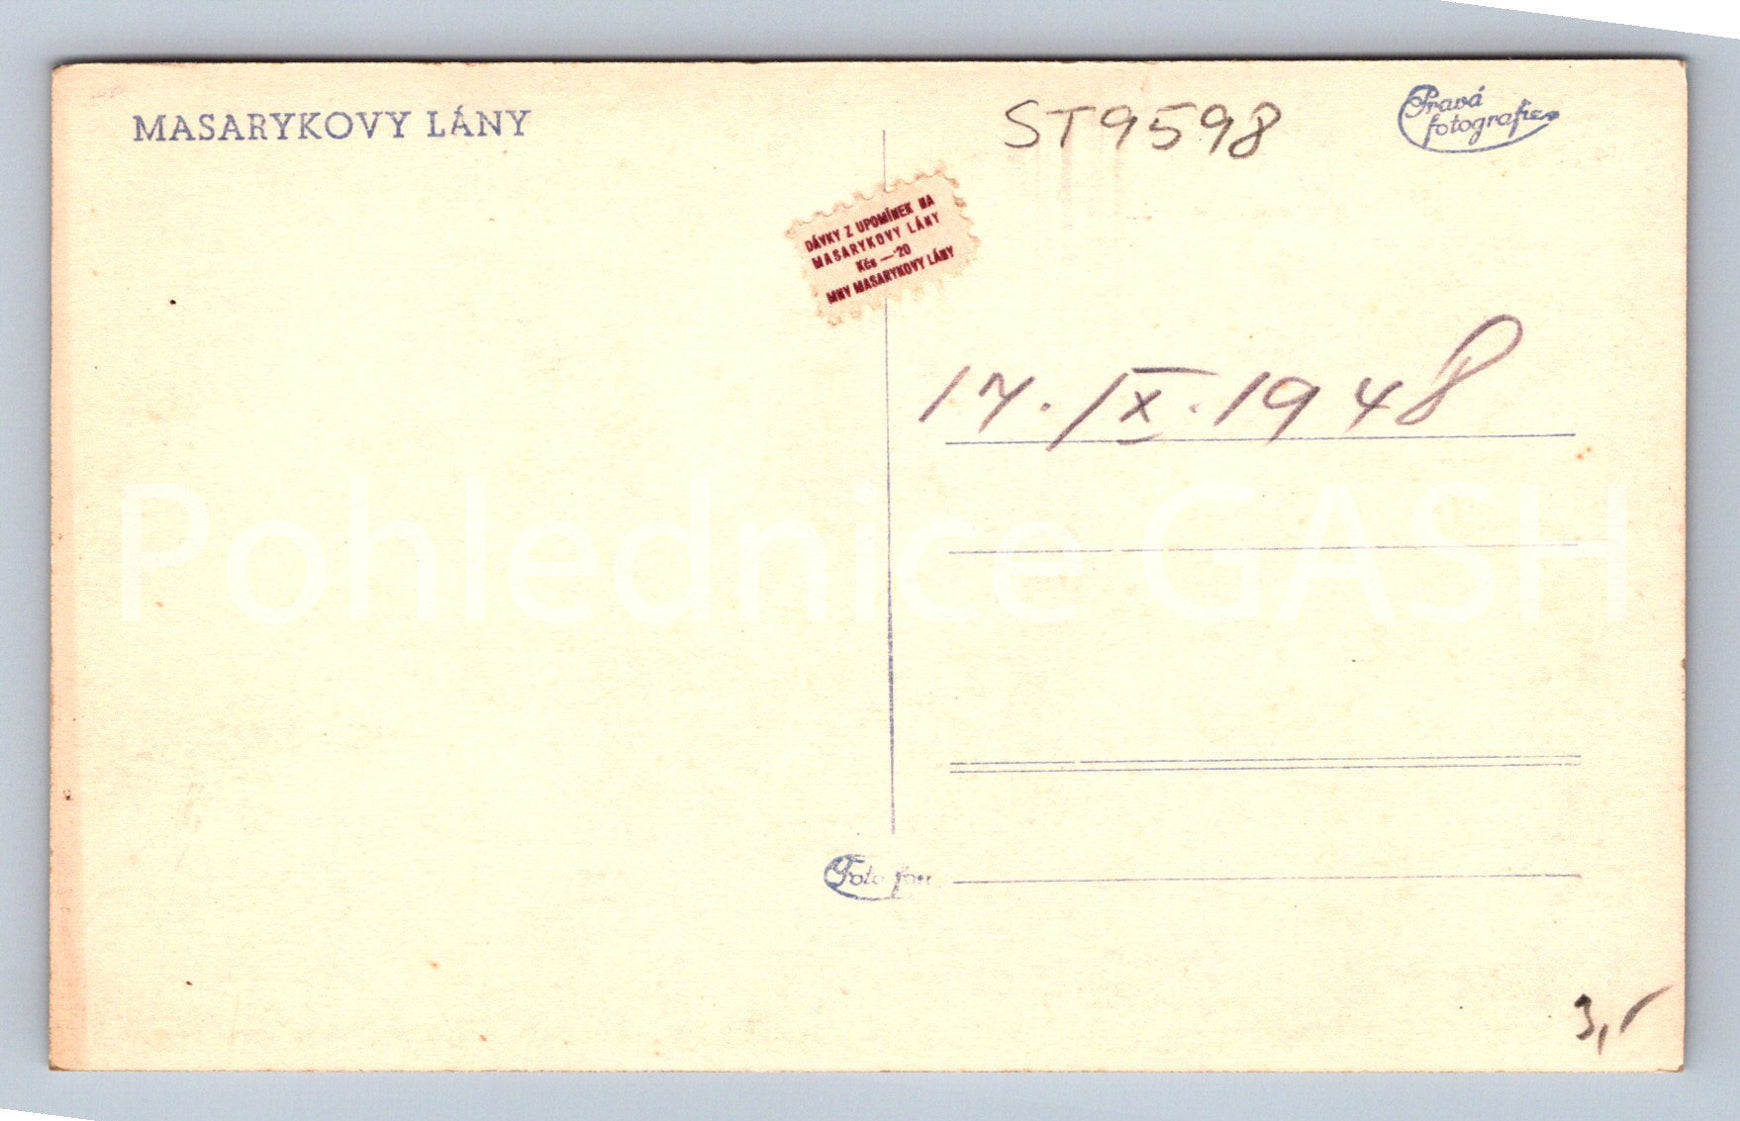 MASARYKOVY LÁNY
ST9598
Pravá
fotografie
DÁVKY Z UPOMÍNEK NA
MASARYKOVY LÁNY
Kčs —·20
MNV MASARYKOVY LÁNY
17. IX. 1948
Pohlednice GASH
Foto fon
3,-